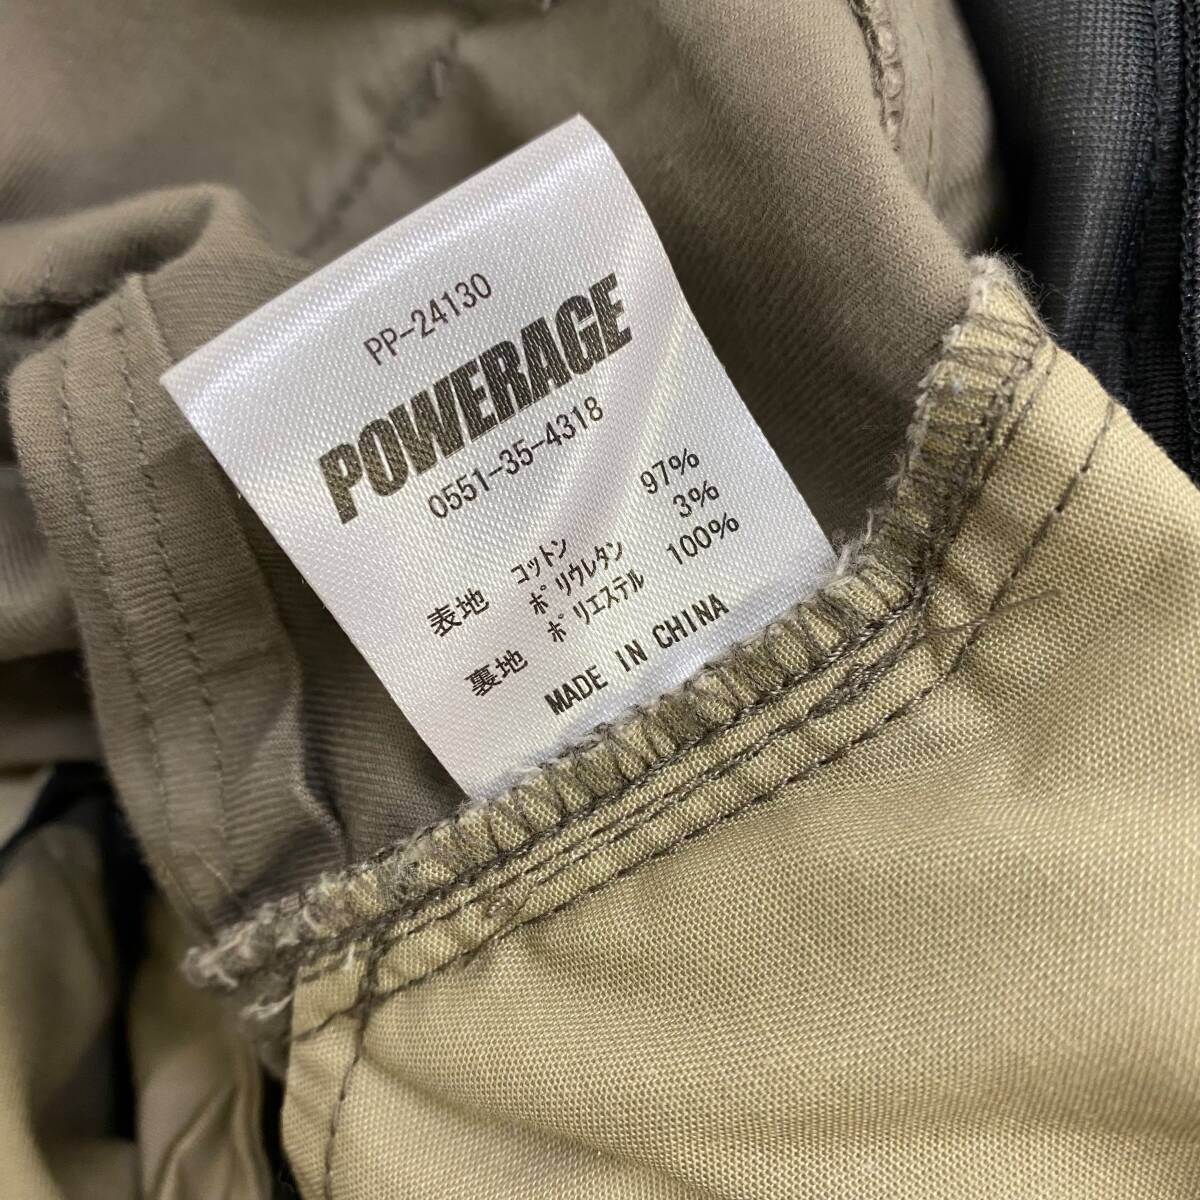 PP-24130
POWERAGE
0551-35-4318
表地 コットン 97%
ポリウレタン 3%
裏地 ポリエステル 100%
MADE IN CHINA